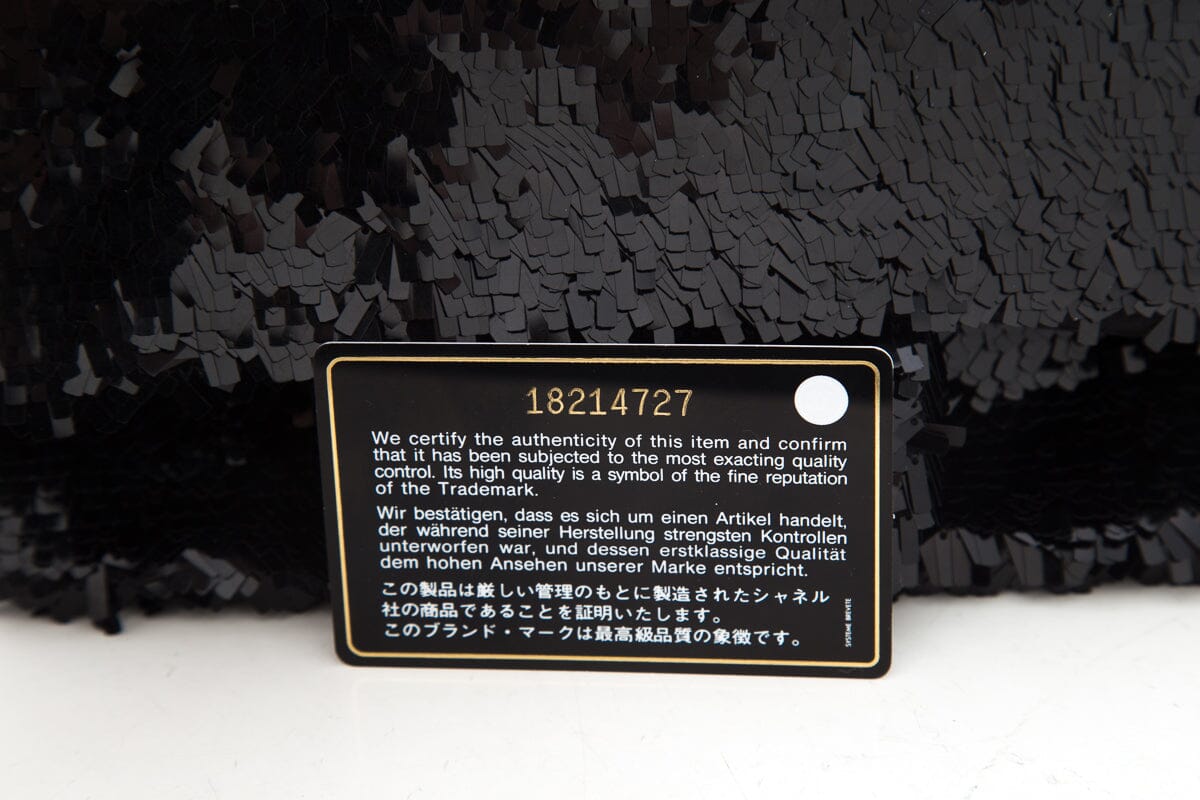 18214727
We certify the authenticity of this item and confirm
that it has been subjected to the most exacting quality
control. Its high quality is a symbol of the fine reputation
of the Trademark.
Wir bestätigen, dass es sich um einen Artikel handelt,
der während seiner Herstellung strengsten Kontrollen
unterworfen war, und dessen erstklassige Qualität
dem hohen Ansehen unserer Marke entspricht.
この製品は厳しい管理のもとに製造されたシャネル
社の商品であることを証明いたします。
このブランド・マークは最高級品質の象徴です。
SYSTEME BREVETE